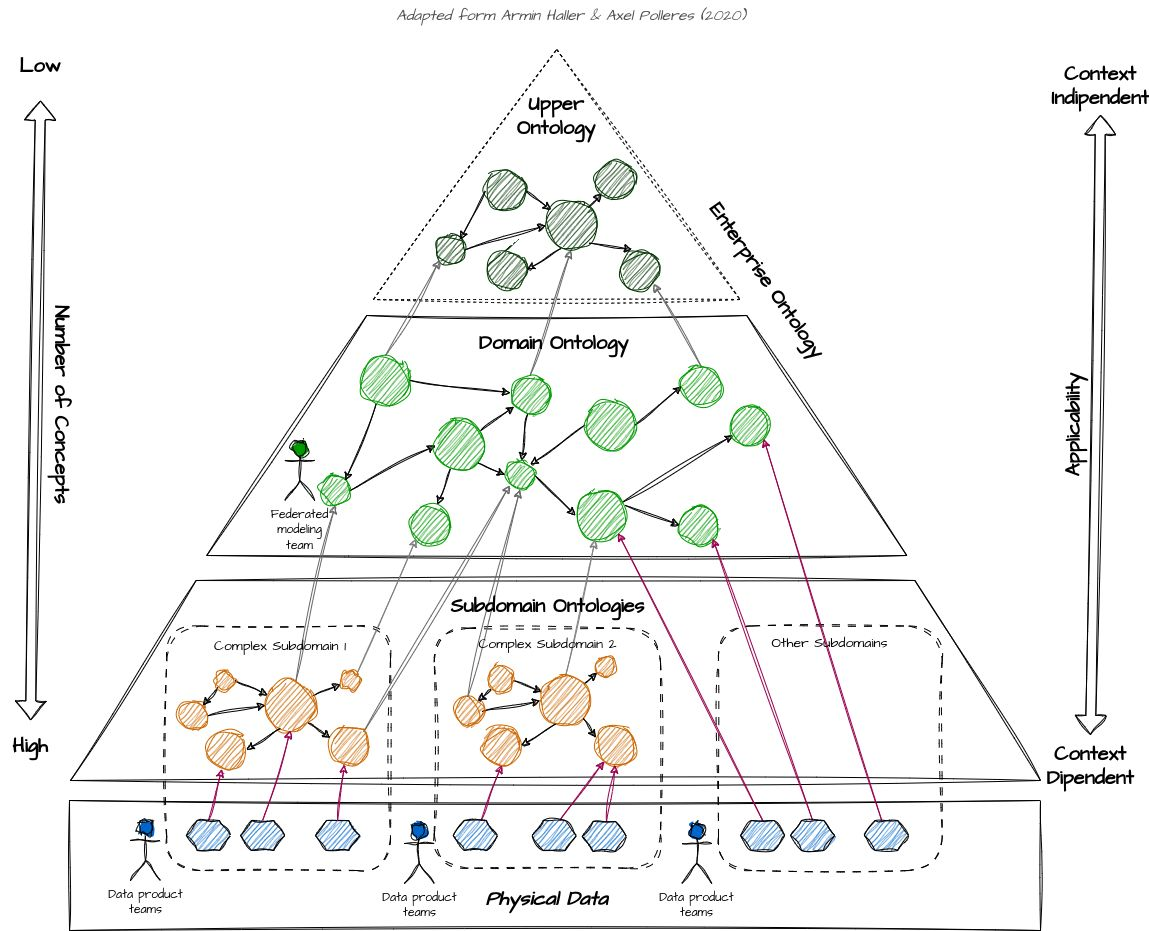 Adapted form Armin Haller & Axel Polleres (2020)
Low
Context
Indipendent
Upper
Ontology
Enterprise Ontology
Number of Concepts
Domain Ontology
Applicability
Federated
modeling
team
Subdomain Ontologies
Complex Subdomain 1
Complex Subdomain 2
Other Subdomains
High
Context
Dipendent
Data product
teams
Data product
teams
Data product
teams
Physical Data